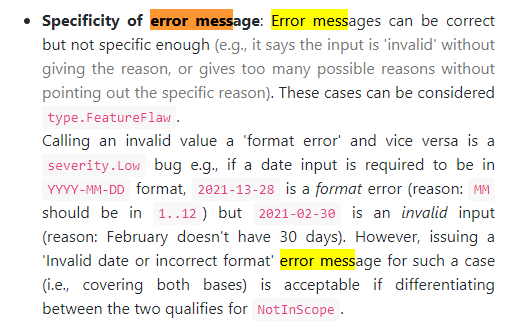 • Specificity of error message: Error messages can be correct
but not specific enough (e.g., it says the input is 'invalid' without
giving the reason, or gives too many possible reasons without
pointing out the specific reason). These cases can be considered
type.FeatureFlaw .
Calling an invalid value a 'format error' and vice versa is a
severity.Low bug e.g., if a date input is required to be in
YYYY-MM-DD format, 2021-13-28 is a format error (reason: MM
should be in 1..12 ) but 2021-02-30 is an invalid input
(reason: February doesn't have 30 days). However, issuing a
'Invalid date or incorrect format' error message for such a case
(i.e., covering both bases) is acceptable if differentiating
between the two qualifies for NotInScope .